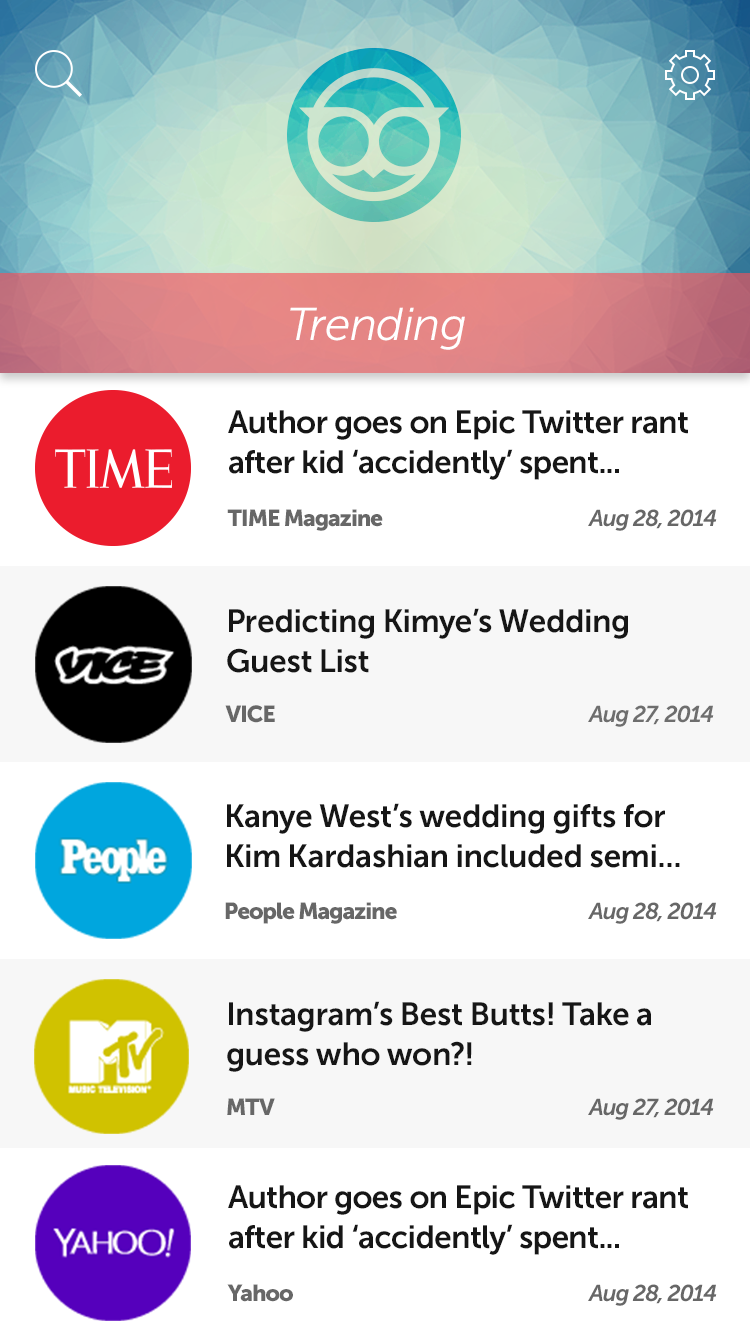 Trending
TIME
Author goes on Epic Twitter rant
after kid ‘accidently’ spent...
TIME Magazine
Aug 28, 2014
VICE
Predicting Kimye’s Wedding
Guest List
VICE
Aug 27, 2014
People
Kanye West’s wedding gifts for
Kim Kardashian included semi...
People Magazine
Aug 28, 2014
MTV
MUSIC TELEVISION
Instagram’s Best Butts! Take a
guess who won?!
MTV
Aug 27, 2014
YAHOO!
Author goes on Epic Twitter rant
after kid ‘accidently’ spent...
Yahoo
Aug 28, 2014